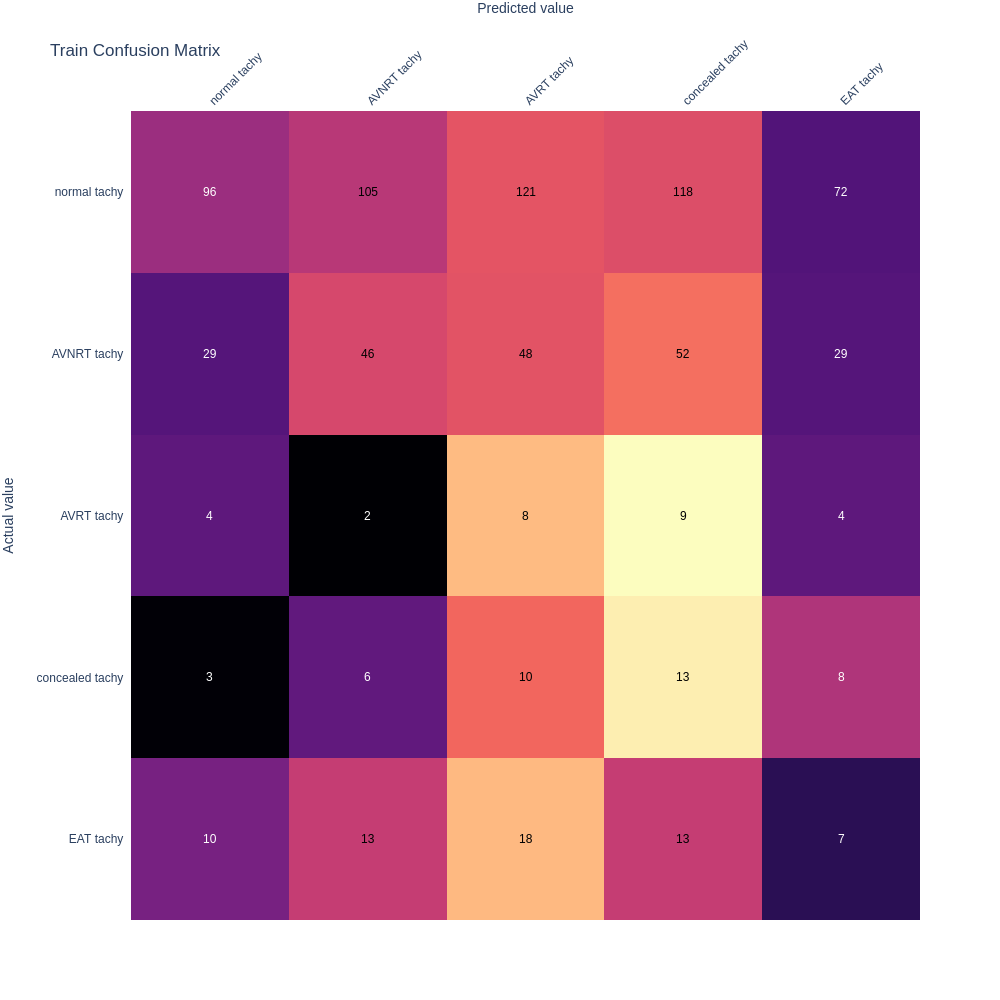 Predicted value
Train Confusion Matrix
normal tachy AVNRT tachy AVRT tachy concealed tachy EAT tachy
normal tachy 96 105 121 118 72
AVNRT tachy 29 46 48 52 29
AVRT tachy 4 2 8 9 4
Actual value
concealed tachy 3 6 10 13 8
EAT tachy 10 13 18 13 7